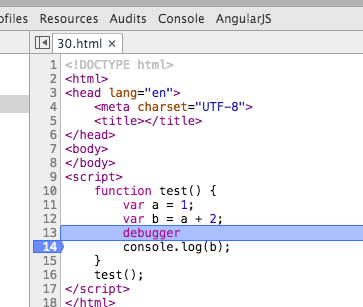 ofiles Resources Audits Console AngularJS
30.html ×
1 <!DOCTYPE html>
2 <html>
3 <head lang="en">
4 <meta charset="UTF-8">
5 <title></title>
6 </head>
7 <body>
8 </body>
9 <script>
10 function test() {
11 var a = 1;
12 var b = a + 2;
13 debugger
14 console.log(b);
15 }
16 test();
17 </script>
18 </html>